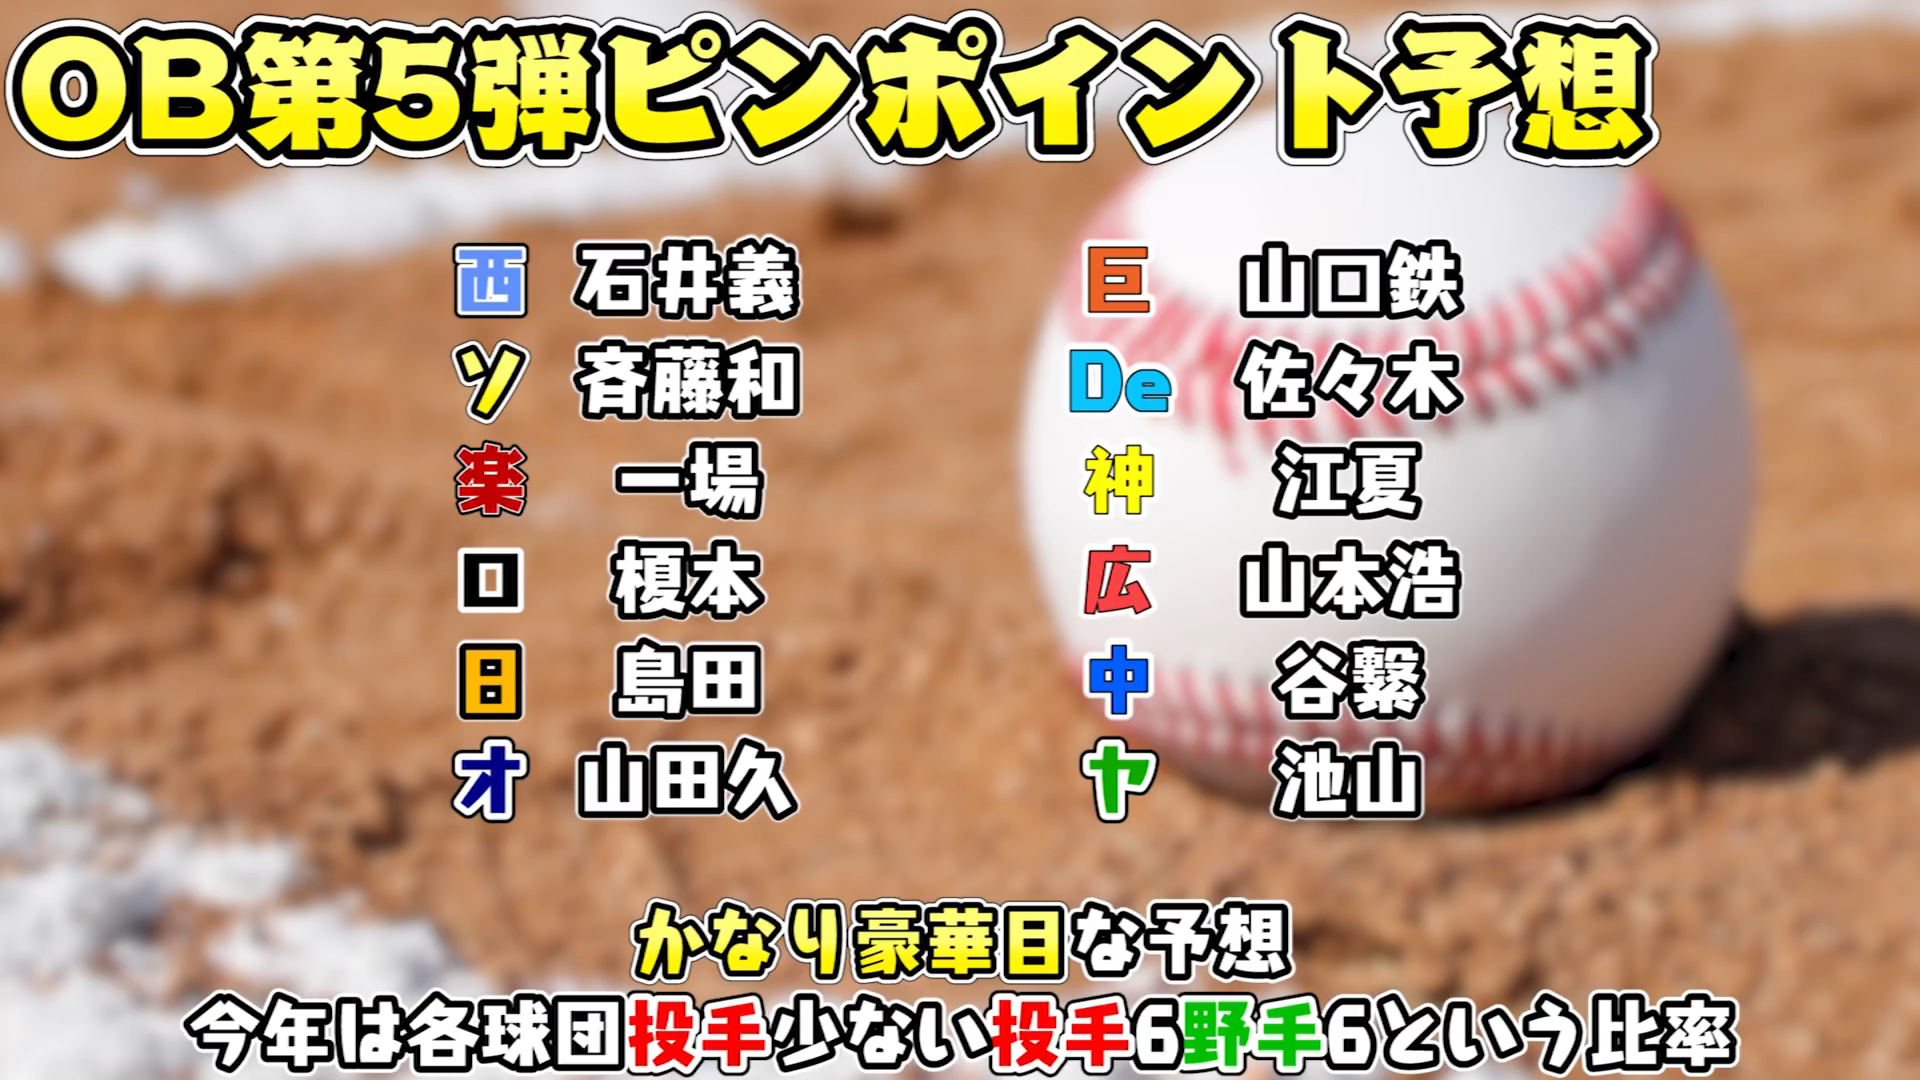 OB第5弾ピンポイント予想
西 石井義
ソ 斉藤和
楽 一場
ロ 榎本
日 島田
オ 山田久
巨 山口鉄
De 佐々木
神 江夏
広 山本浩
中 谷繫
ヤ 池山
かなり豪華目な予想
今年は各球団投手少ない投手6野手6という比率